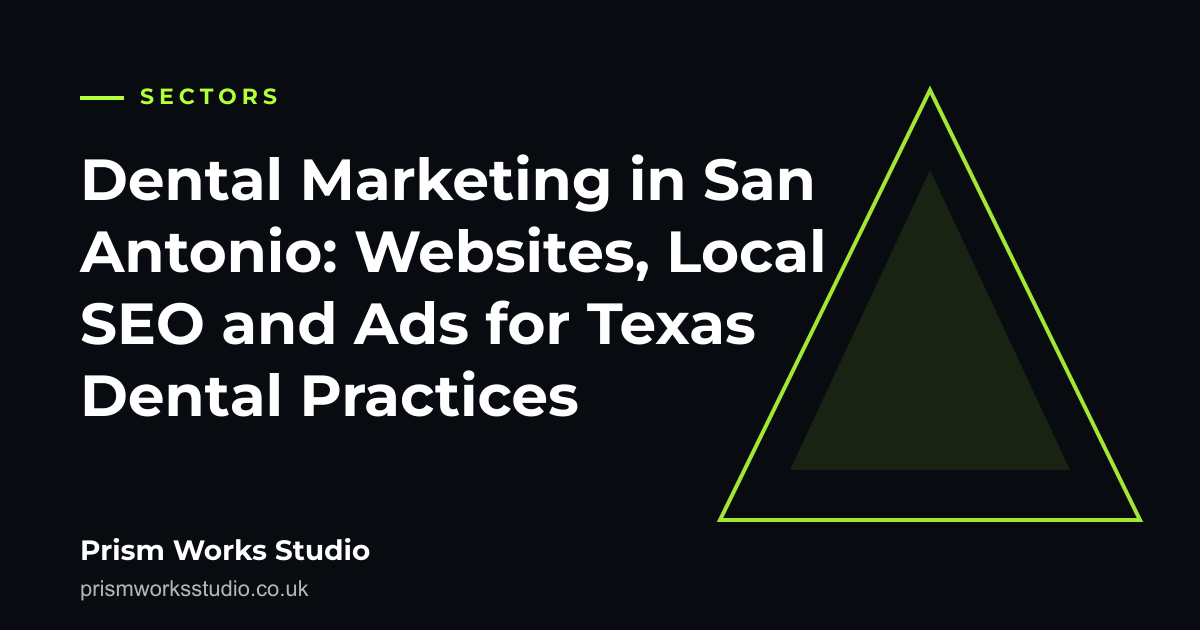 SECTORS
Dental Marketing in San
Antonio: Websites, Local
SEO and Ads for Texas
Dental Practices
Prism Works Studio
prismworksstudio.co.uk